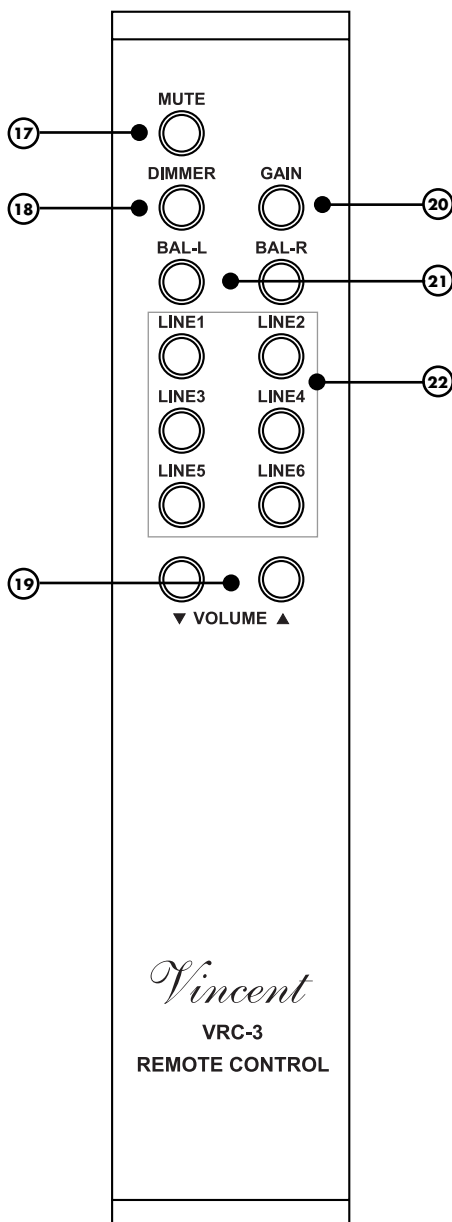 MUTE
17
DIMMER GAIN
18 20
BAL-L BAL-R
21
LINE1 LINE2
22
LINE3 LINE4
LINE5 LINE6
19
▼ VOLUME ▲
Vincent
VRC-3
REMOTE CONTROL